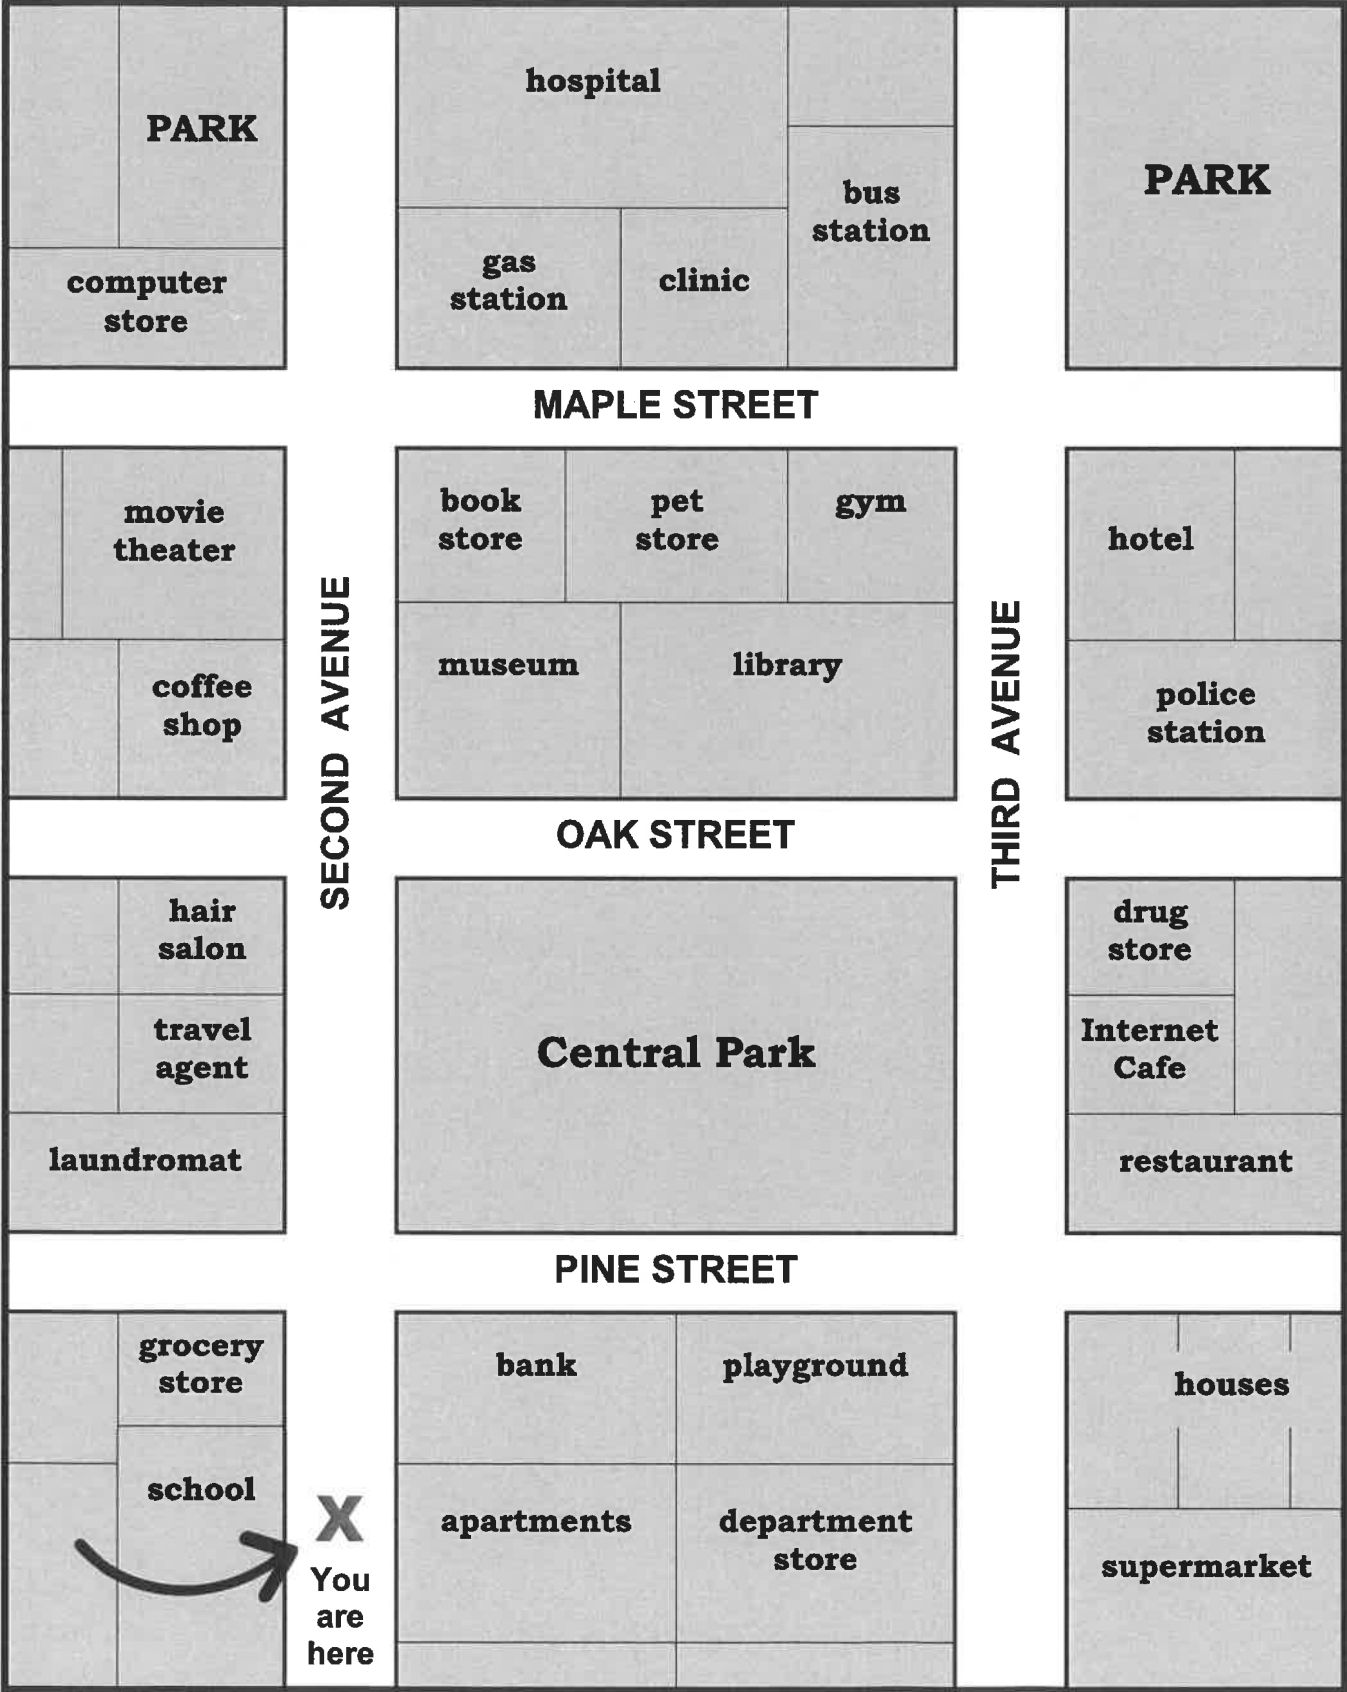 hospital
PARK
PARK
bus
station
gas
station
clinic
computer
store
MAPLE STREET
book
store
pet
store
gym
movie
theater
hotel
SECOND AVENUE
THIRD AVENUE
museum
library
coffee
shop
police
station
OAK STREET
hair
salon
drug
store
travel
agent
Central Park
Internet
Cafe
laundromat
restaurant
PINE STREET
grocery
store
bank
playground
houses
school
apartments
department
store
X
You
are
here
supermarket